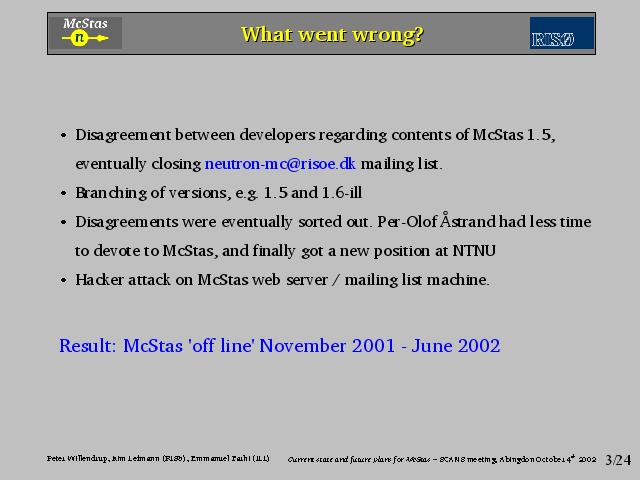 McStas
n
What went wrong?
RISØ
• Disagreement between developers regarding contents of McStas 1.5,
eventually closing neutron-mc@risoe.dk mailing list.
• Branching of versions, e.g. 1.5 and 1.6-ill
• Disagreements were eventually sorted out. Per-Olof Åstrand had less time
to devote to McStas, and finally got a new position at NTNU
• Hacker attack on McStas web server / mailing list machine.
Result: McStas 'off line' November 2001 - June 2002
Peter Willendrup, Kim Lefmann (RISØ), Emmanuel Farhi (ILL) Current state and future plans for McStas – SCANS meeting, Abingdon October 4th 2002 3/24